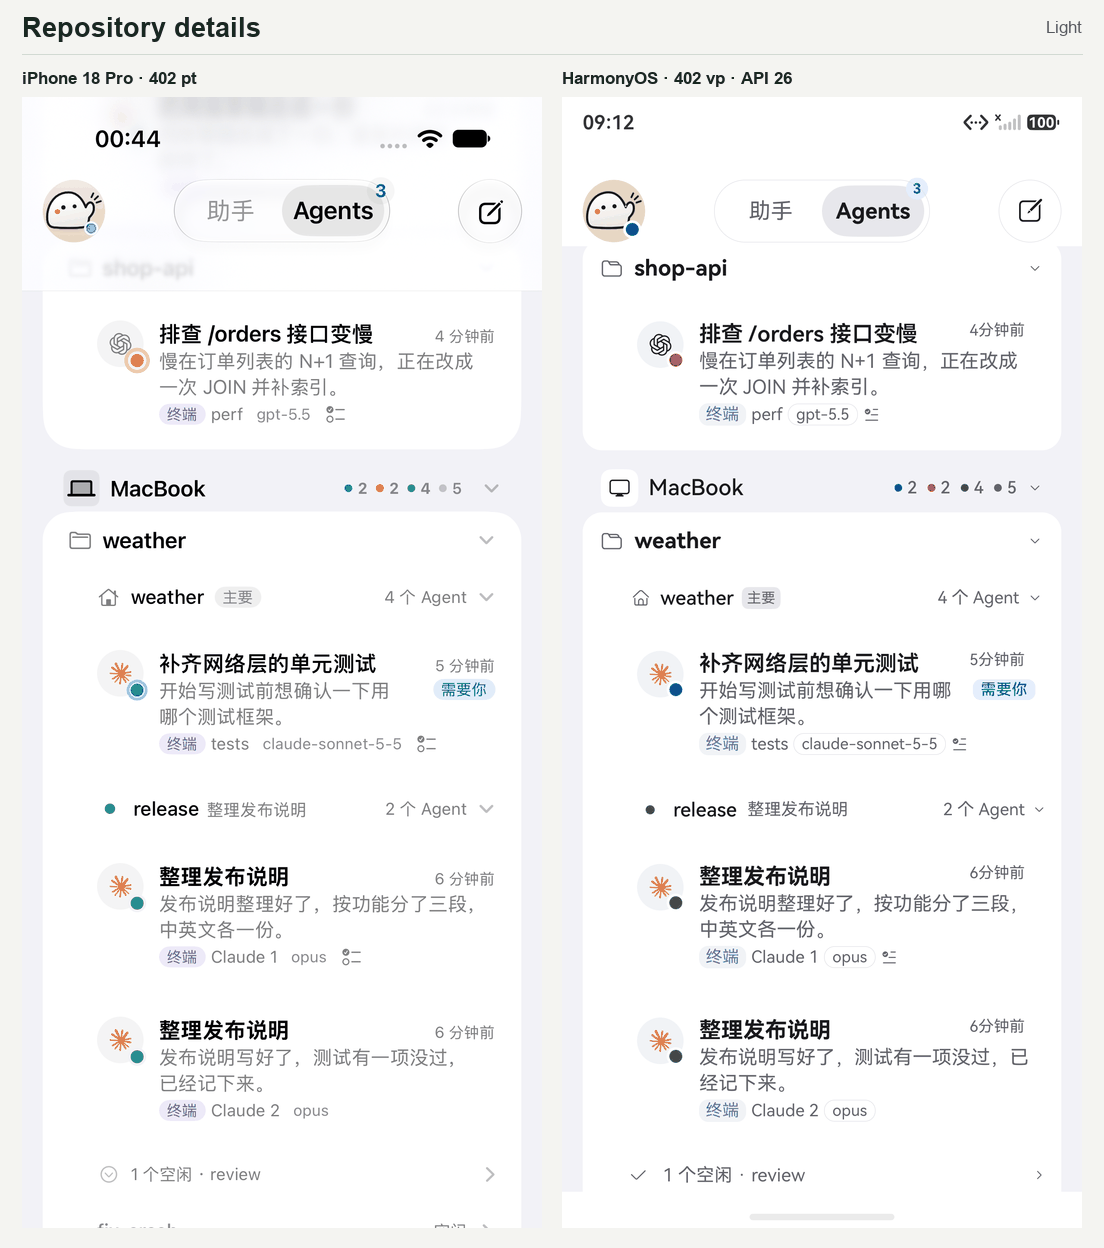 Repository details
Light
iPhone 18 Pro · 402 pt
00:44
助手
Agents
3
shop-api
排查 /orders 接口变慢
4 分钟前
慢在订单列表的 N+1 查询，正在改成
一次 JOIN 并补索引。
终端 perf gpt-5.5
MacBook
2 2 4 5
weather
weather 主要
4 个 Agent
补齐网络层的单元测试
5 分钟前
开始写测试前想确认一下用
需要你
哪个测试框架。
终端 tests claude-sonnet-5-5
release 整理发布说明
2 个 Agent
整理发布说明
6 分钟前
发布说明整理好了，按功能分了三段，
中英文各一份。
终端 Claude 1 opus
整理发布说明
6 分钟前
发布说明写好了，测试有一项没过，
已经记下来。
终端 Claude 2 opus
1 个空闲 · review
HarmonyOS · 402 vp · API 26
09:12
100
助手
Agents
3
shop-api
排查 /orders 接口变慢
4分钟前
慢在订单列表的 N+1 查询，正在改成
一次 JOIN 并补索引。
终端 perf gpt-5.5
MacBook
2 2 4 5
weather
weather 主要
4 个 Agent
补齐网络层的单元测试
5分钟前
开始写测试前想确认一下用哪
需要你
个测试框架。
终端 tests claude-sonnet-5-5
release 整理发布说明
2 个 Agent
整理发布说明
6分钟前
发布说明整理好了，按功能分了三段，
中英文各一份。
终端 Claude 1 opus
整理发布说明
6分钟前
发布说明写好了，测试有一项没过，已
经记下来。
终端 Claude 2 opus
1 个空闲 · review